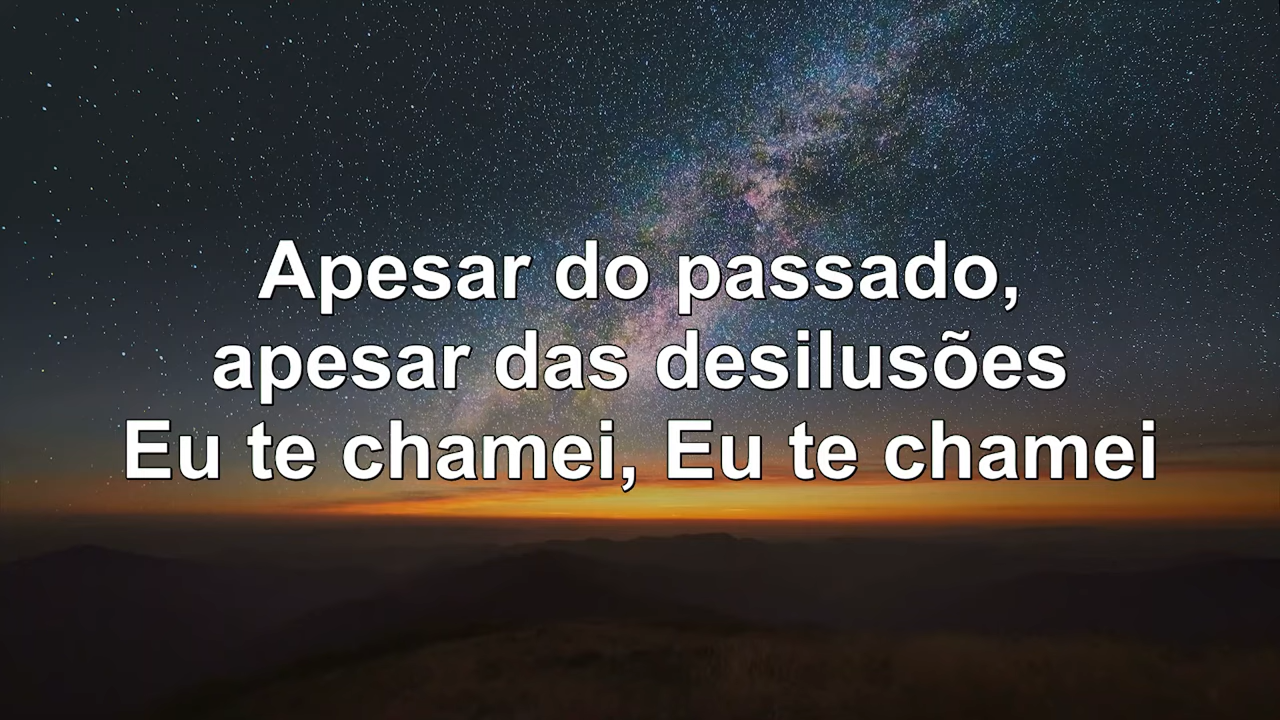 Apesar do passado,
apesar das desilusões
Eu te chamei, Eu te chamei